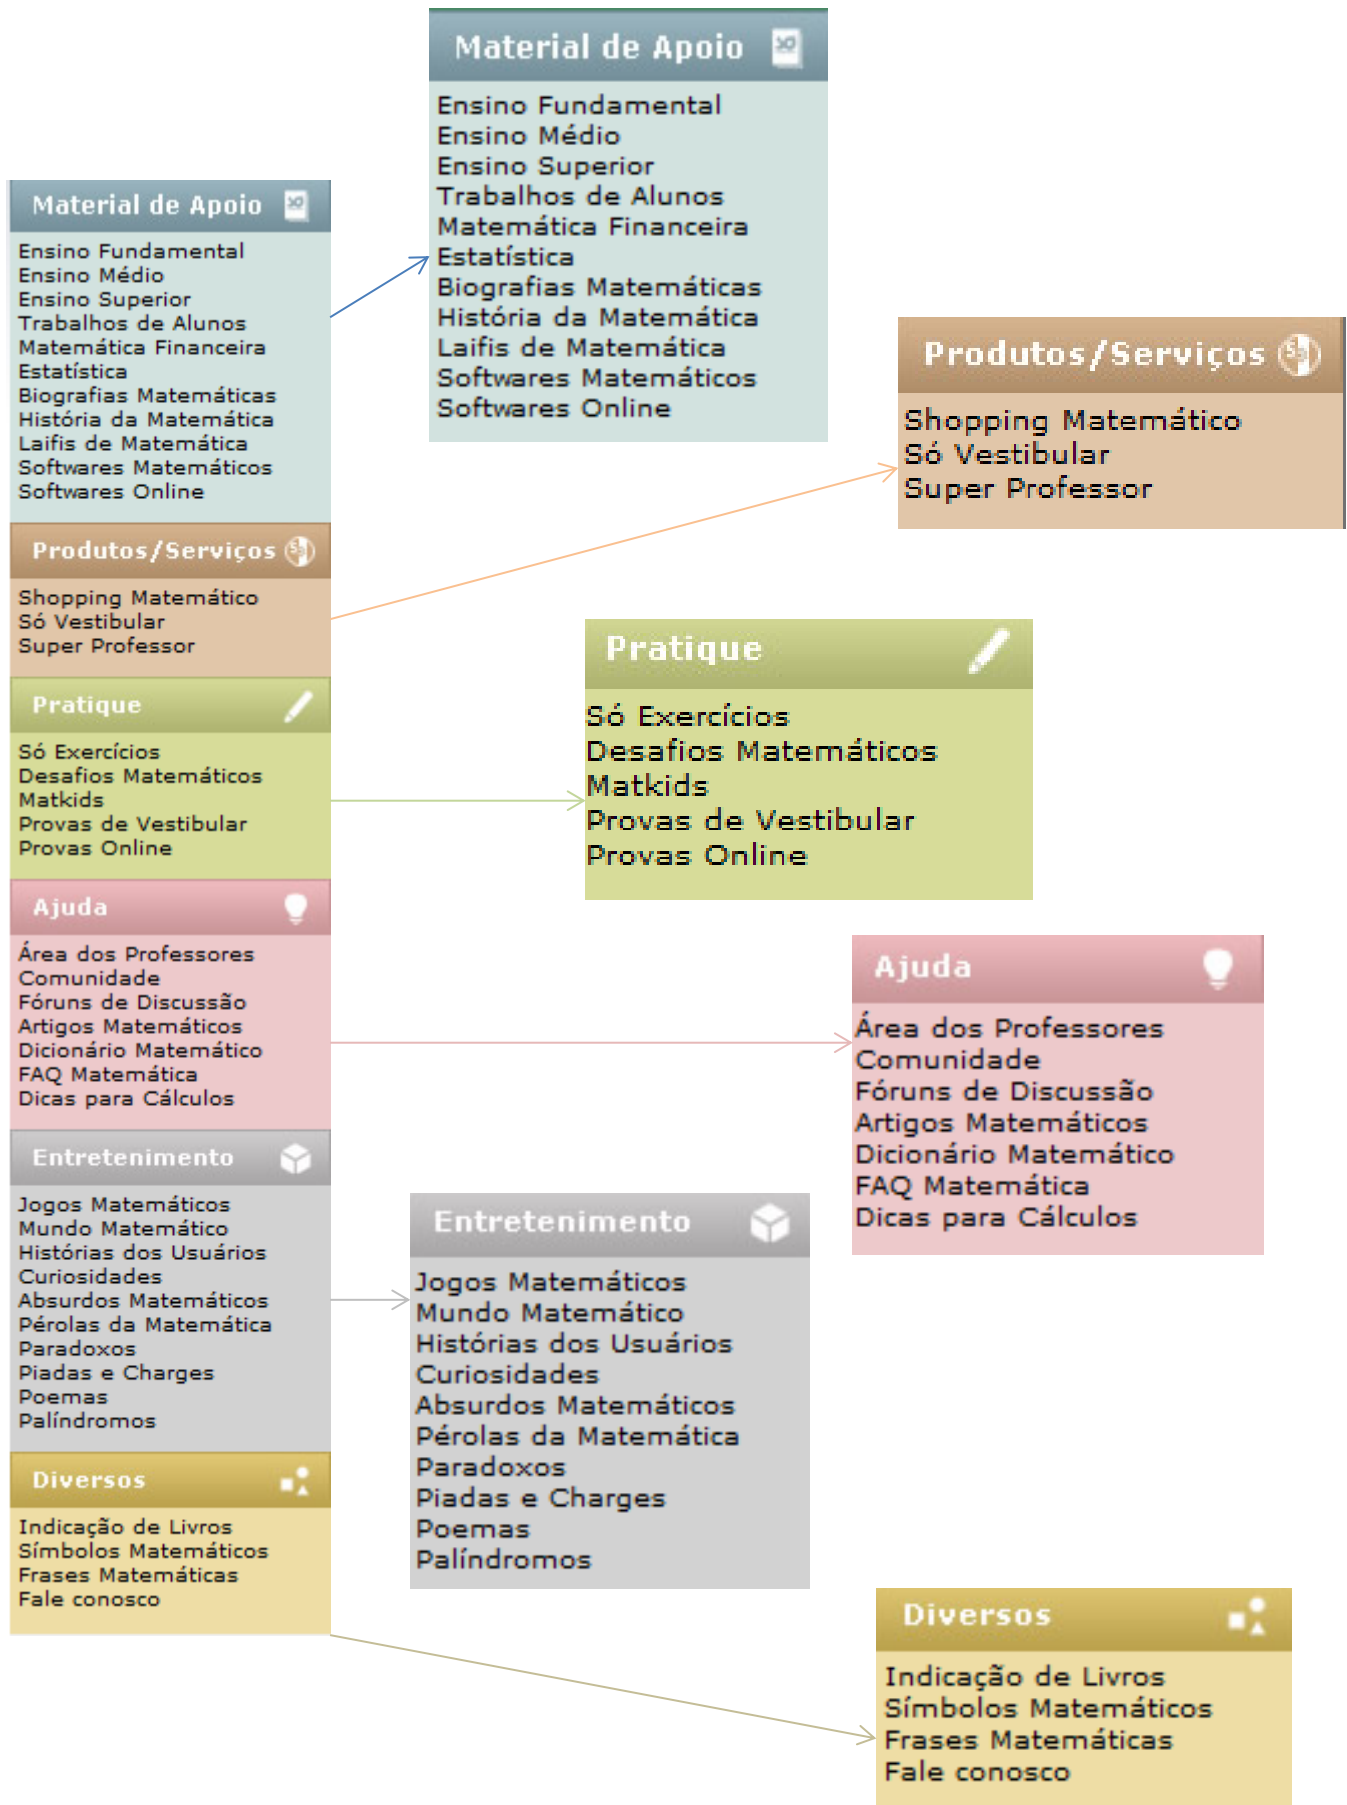 Material de Apoio
Ensino Fundamental
Ensino Médio
Ensino Superior
Trabalhos de Alunos
Matemática Financeira
Estatística
Biografias Matemáticas
História da Matemática
Laifis de Matemática
Softwares Matemáticos
Softwares Online
Produtos/Serviços
Shopping Matemático
Só Vestibular
Super Professor
Pratique
Só Exercícios
Desafios Matemáticos
Matkids
Provas de Vestibular
Provas Online
Ajuda
Área dos Professores
Comunidade
Fóruns de Discussão
Artigos Matemáticos
Dicionário Matemático
FAQ Matemática
Dicas para Cálculos
Entretenimento
Jogos Matemáticos
Mundo Matemático
Histórias dos Usuários
Curiosidades
Absurdos Matemáticos
Pérolas da Matemática
Paradoxos
Piadas e Charges
Poemas
Palíndromos
Diversos
Indicação de Livros
Símbolos Matemáticos
Frases Matemáticas
Fale conosco
Material de Apoio
Ensino Fundamental
Ensino Médio
Ensino Superior
Trabalhos de Alunos
Matemática Financeira
Estatística
Biografias Matemáticas
História da Matemática
Laifis de Matemática
Softwares Matemáticos
Softwares Online
Produtos/Serviços
Shopping Matemático
Só Vestibular
Super Professor
Pratique
Só Exercícios
Desafios Matemáticos
Matkids
Provas de Vestibular
Provas Online
Ajuda
Área dos Professores
Comunidade
Fóruns de Discussão
Artigos Matemáticos
Dicionário Matemático
FAQ Matemática
Dicas para Cálculos
Entretenimento
Jogos Matemáticos
Mundo Matemático
Histórias dos Usuários
Curiosidades
Absurdos Matemáticos
Pérolas da Matemática
Paradoxos
Piadas e Charges
Poemas
Palíndromos
Diversos
Indicação de Livros
Símbolos Matemáticos
Frases Matemáticas
Fale conosco